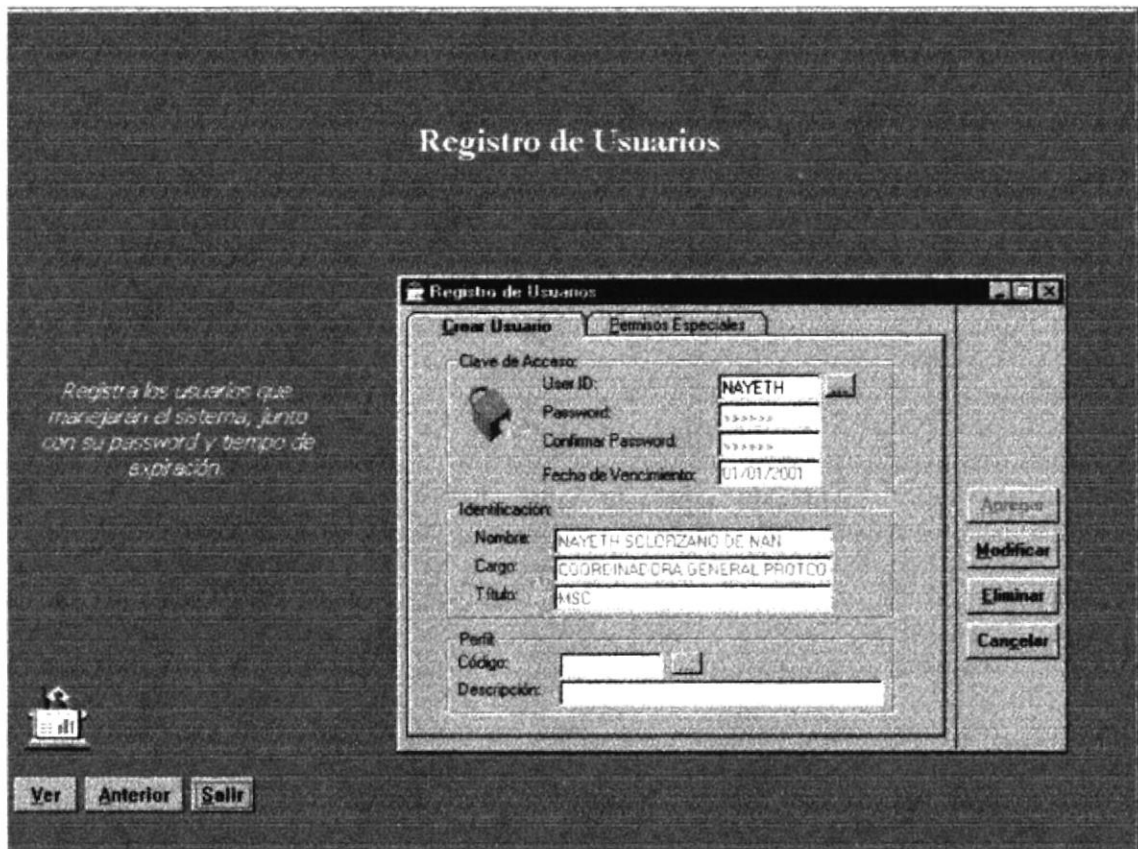 Registro de Usuarios
Registra los usuarios que
manejarán el sistema, junto
con su password y tiempo de
expiración.
Registro de Usuarios
Crear Usuario
Permisos Especiales
Clave de Acceso:
User ID: NAYETH ...
Password: ******
Confirmar Password: ******
Fecha de Vencimiento: 01/01/2001
Identificación:
Nombre: NAYETH SOLORZANO DE NAN
Cargo: COORDINADORA GENERAL PROTCO
Título: MSC
Perfil:
Código: ...
Descripción:
Agregar
Modificar
Eliminar
Cancelar
Ver Anterior Salir